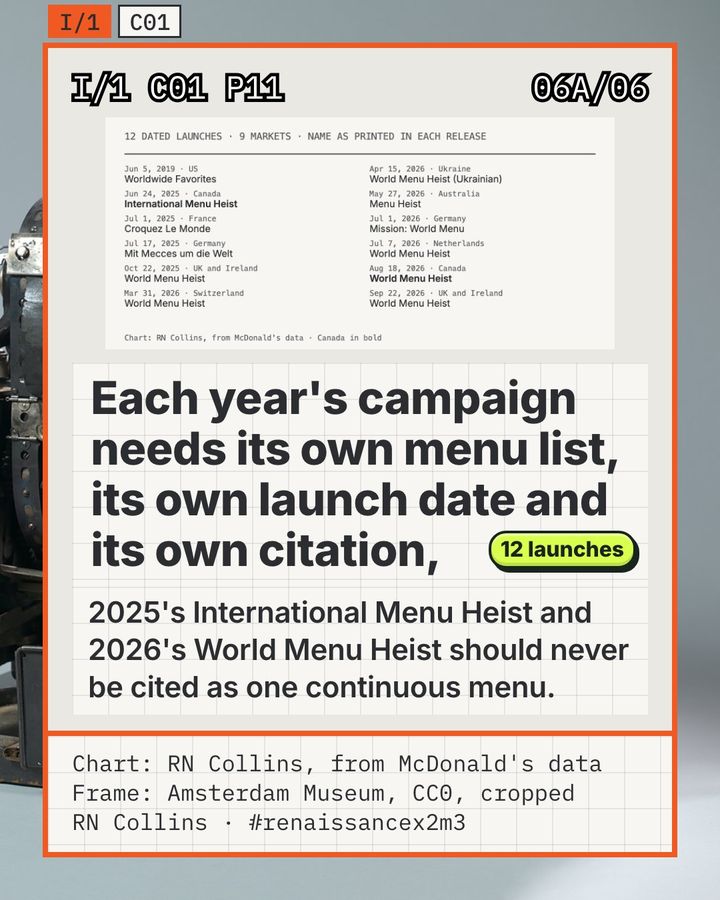 I/1 C01
I/1 C01 P11 06A/06
12 DATED LAUNCHES · 9 MARKETS · NAME AS PRINTED IN EACH RELEASE
Jun 5, 2019 · US
Worldwide Favorites
Jun 24, 2025 · Canada
International Menu Heist
Jul 1, 2025 · France
Croquez Le Monde
Jul 17, 2025 · Germany
Mit Mecces um die Welt
Oct 22, 2025 · UK and Ireland
World Menu Heist
Mar 31, 2026 · Switzerland
World Menu Heist
Apr 15, 2026 · Ukraine
World Menu Heist (Ukrainian)
May 27, 2026 · Australia
Menu Heist
Jul 1, 2026 · Germany
Mission: World Menu
Jul 7, 2026 · Netherlands
World Menu Heist
Aug 18, 2026 · Canada
World Menu Heist
Sep 22, 2026 · UK and Ireland
World Menu Heist
Chart: RN Collins, from McDonald's data · Canada in bold
Each year's campaign
needs its own menu list,
its own launch date and
its own citation,
12 launches
2025's International Menu Heist and
2026's World Menu Heist should never
be cited as one continuous menu.
Chart: RN Collins, from McDonald's data
Frame: Amsterdam Museum, CC0, cropped
RN Collins · #renaissancex2m3